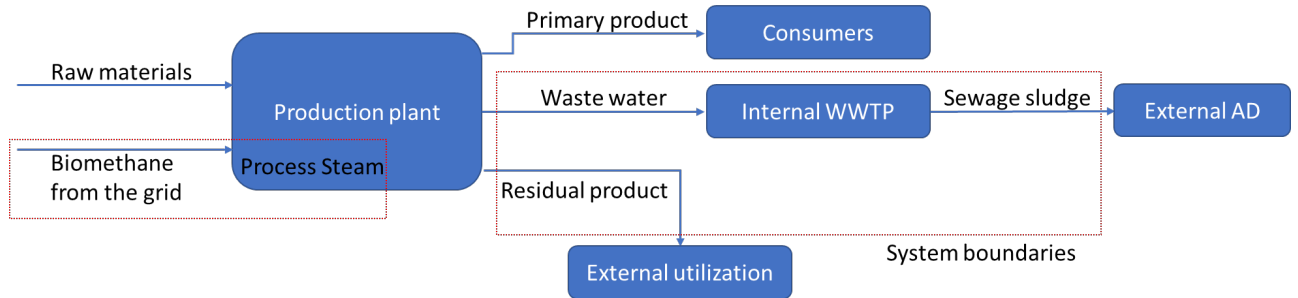 Primary product
Consumers
Raw materials
Production plant
Waste water
Internal WWTP
Sewage sludge
External AD
Biomethane
from the grid
Process Steam
Residual product
System boundaries
External utilization